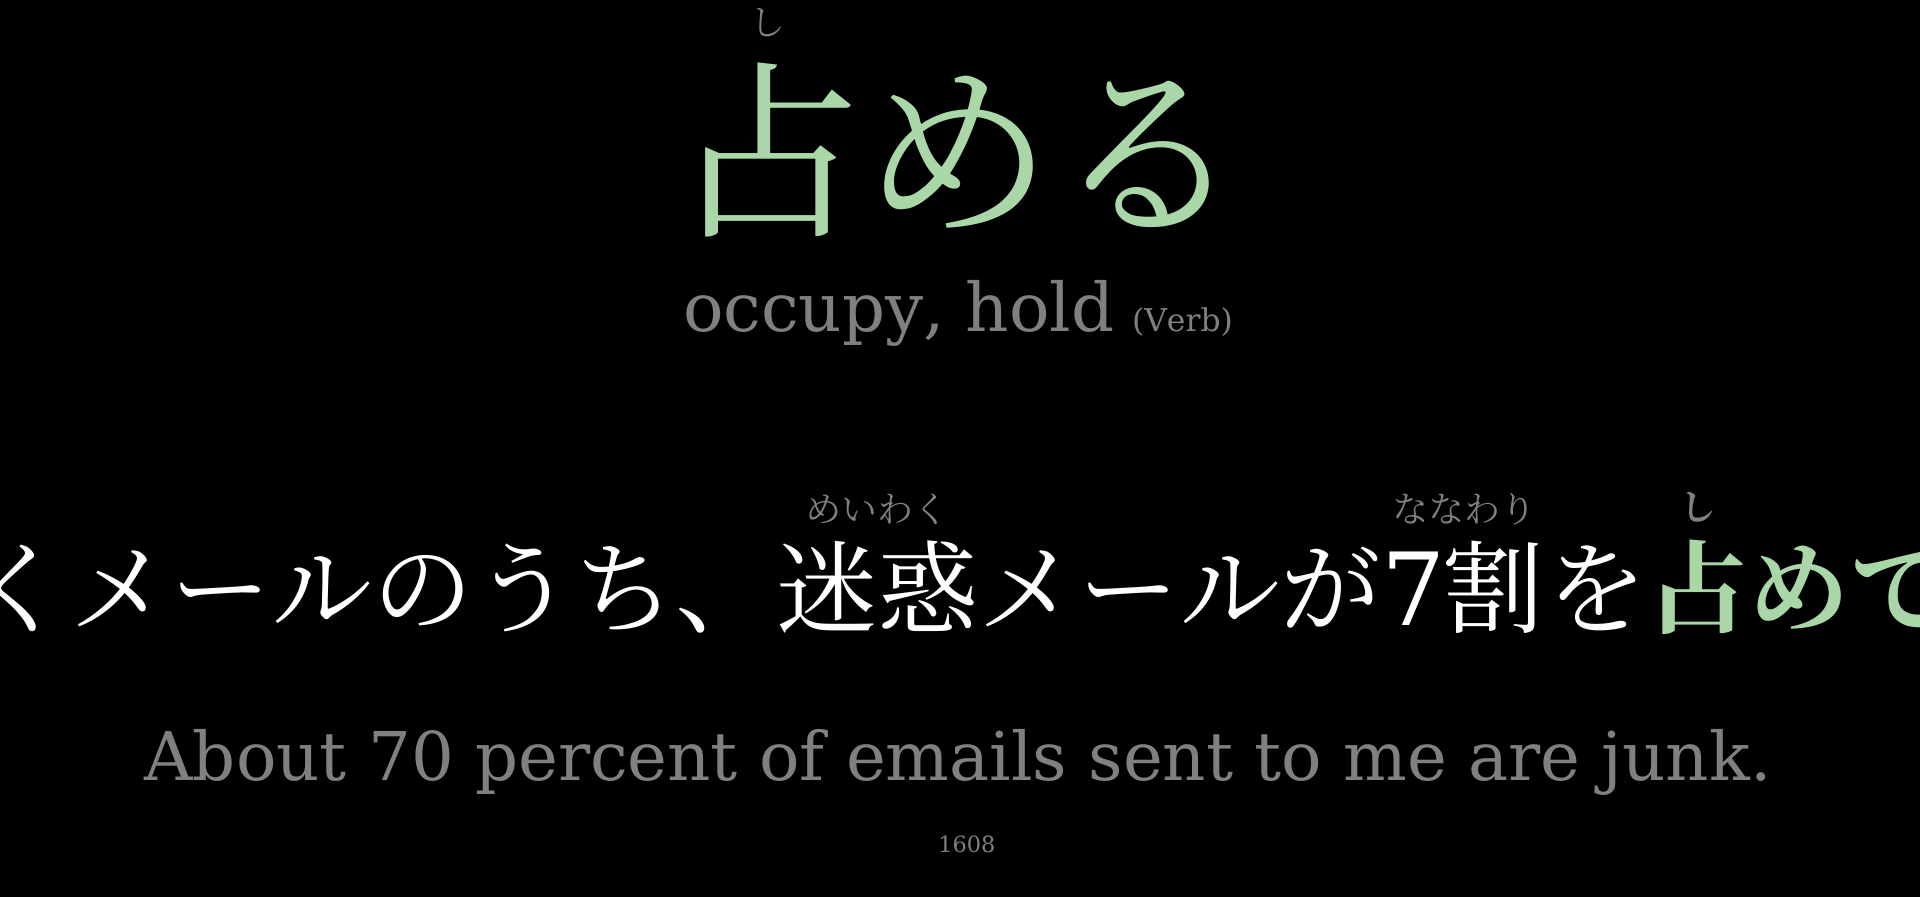 し
占める
occupy, hold (Verb)
めいわく ななわり し
くメールのうち、迷惑メールが7割を占めて
About 70 percent of emails sent to me are junk.
1608